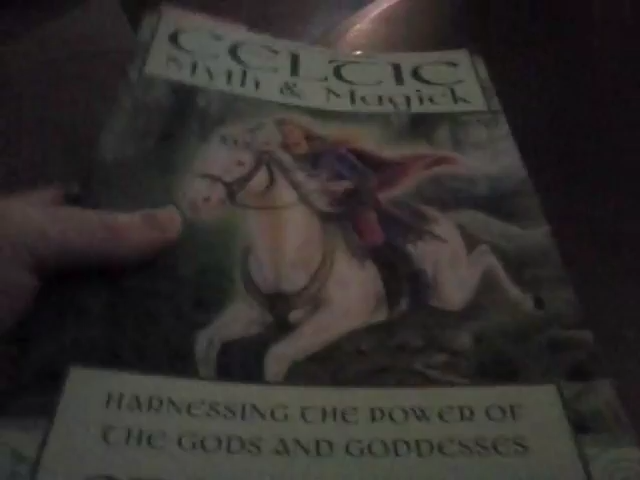 CELTIC
Myth & Magick
HARNESSING THE POWER OF
THE GODS AND GODDESSES